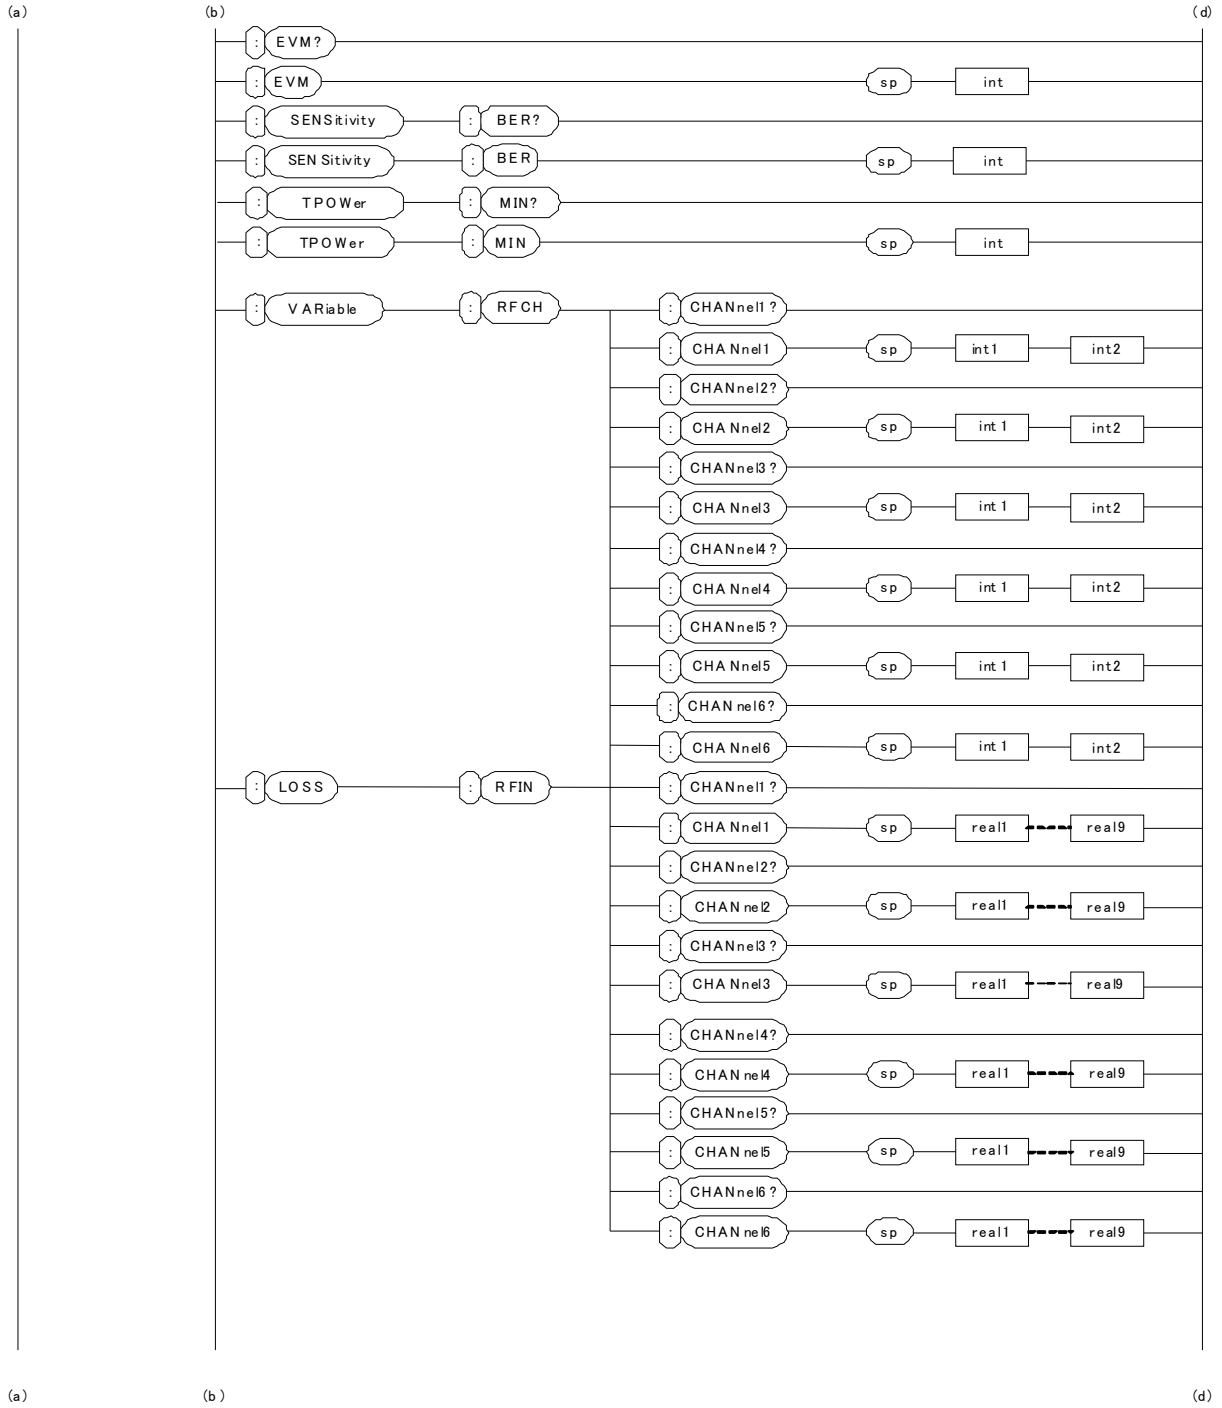 (a) (b) (d)
: EVM?
: EVM sp int
: SENSitivity : BER?
: SENSitivity : BER sp int
: TPOWer : MIN?
: TPOWer : MIN sp int
: VARiable : RFCH : CHANnel1?
: CHANnel1 sp int1 int2
: CHANnel2?
: CHANnel2 sp int1 int2
: CHANnel3?
: CHANnel3 sp int1 int2
: CHANnel4?
: CHANnel4 sp int1 int2
: CHANnel5?
: CHANnel5 sp int1 int2
: CHANnel6?
: CHANnel6 sp int1 int2
: LOSS : RFIN : CHANnel1?
: CHANnel1 sp real1 real9
: CHANnel2?
: CHANnel2 sp real1 real9
: CHANnel3?
: CHANnel3 sp real1 real9
: CHANnel4?
: CHANnel4 sp real1 real9
: CHANnel5?
: CHANnel5 sp real1 real9
: CHANnel6?
: CHANnel6 sp real1 real9
(a) (b) (d)